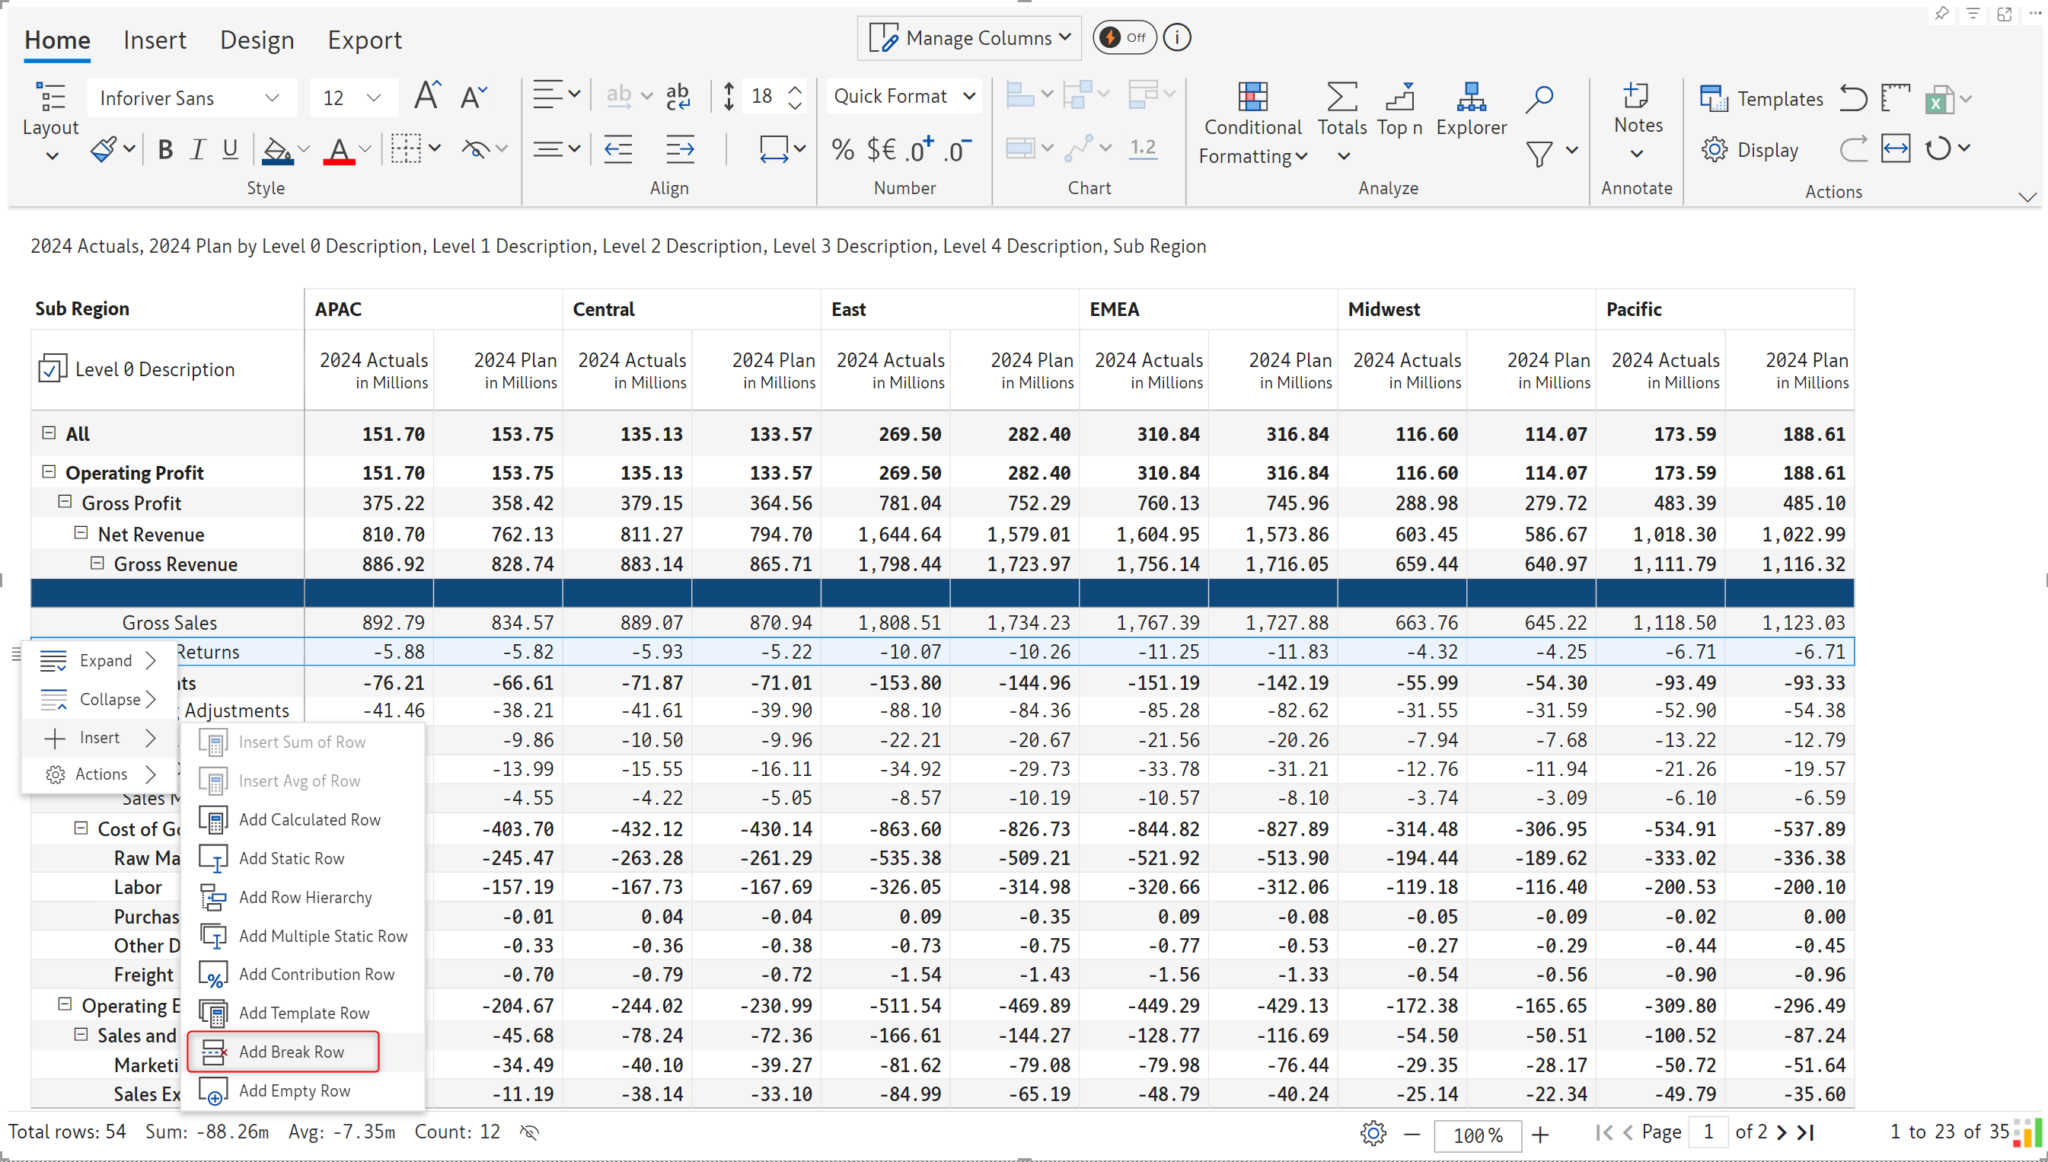 Home Insert Design Export Manage Columns Off i
Inforiver Sans 12 ab ab 18 Quick Format
Layout B I U A % $€ .0+ .0- 1.2
Conditional Formatting Totals Top n Explorer Notes Templates Display
Style Align Number Chart Analyze Annotate Actions
2024 Actuals, 2024 Plan by Level 0 Description, Level 1 Description, Level 2 Description, Level 3 Description, Level 4 Description, Sub Region
Sub Region APAC Central East EMEA Midwest Pacific
Level 0 Description 2024 Actuals 2024 Plan 2024 Actuals 2024 Plan 2024 Actuals 2024 Plan 2024 Actuals 2024 Plan 2024 Actuals 2024 Plan 2024 Actuals 2024 Plan
in Millions in Millions in Millions in Millions in Millions in Millions in Millions in Millions in Millions in Millions in Millions in Millions
All 151.70 153.75 135.13 133.57 269.50 282.40 310.84 316.84 116.60 114.07 173.59 188.61
Operating Profit 151.70 153.75 135.13 133.57 269.50 282.40 310.84 316.84 116.60 114.07 173.59 188.61
Gross Profit 375.22 358.42 379.15 364.56 781.04 752.29 760.13 745.96 288.98 279.72 483.39 485.10
Net Revenue 810.70 762.13 811.27 794.70 1,644.64 1,579.01 1,604.95 1,573.86 603.45 586.67 1,018.30 1,022.99
Gross Revenue 886.92 828.74 883.14 865.71 1,798.44 1,723.97 1,756.14 1,716.05 659.44 640.97 1,111.79 1,116.32
Gross Sales 892.79 834.57 889.07 870.94 1,808.51 1,734.23 1,767.39 1,727.88 663.76 645.22 1,118.50 1,123.03
Returns -5.88 -5.82 -5.93 -5.22 -10.07 -10.26 -11.25 -11.83 -4.32 -4.25 -6.71 -6.71
nts -76.21 -66.61 -71.87 -71.01 -153.80 -144.96 -151.19 -142.19 -55.99 -54.30 -93.49 -93.33
Adjustments -41.46 -38.21 -41.61 -39.90 -88.10 -84.36 -85.28 -82.62 -31.55 -31.59 -52.90 -54.38
-9.86 -10.50 -9.96 -22.21 -20.67 -21.56 -20.26 -7.94 -7.68 -13.22 -12.79
-13.99 -15.55 -16.11 -34.92 -29.73 -33.78 -31.21 -12.76 -11.94 -21.26 -19.57
Sales M -4.55 -4.22 -5.05 -8.57 -10.19 -10.57 -8.10 -3.74 -3.09 -6.10 -6.59
Cost of Go -403.70 -432.12 -430.14 -863.60 -826.73 -844.82 -827.89 -314.48 -306.95 -534.91 -537.89
Raw Ma -245.47 -263.28 -261.29 -535.38 -509.21 -521.92 -513.90 -194.44 -189.62 -333.02 -336.38
Labor -157.19 -167.73 -167.69 -326.05 -314.98 -320.66 -312.06 -119.18 -116.40 -200.53 -200.10
Purchas -0.01 0.04 -0.04 0.09 -0.35 0.09 -0.08 -0.05 -0.09 -0.02 0.00
Other D -0.33 -0.36 -0.38 -0.73 -0.75 -0.77 -0.53 -0.27 -0.29 -0.44 -0.45
Freight -0.70 -0.79 -0.72 -1.54 -1.43 -1.56 -1.33 -0.54 -0.56 -0.90 -0.96
Operating E -204.67 -244.02 -230.99 -511.54 -469.89 -449.29 -429.13 -172.38 -165.65 -309.80 -296.49
Sales and -45.68 -78.24 -72.36 -166.61 -144.27 -128.77 -116.69 -54.50 -50.51 -100.52 -87.24
Marketi -34.49 -40.10 -39.27 -81.62 -79.08 -79.98 -76.44 -29.35 -28.17 -50.72 -51.64
Sales Ex -11.19 -38.14 -33.10 -84.99 -65.19 -48.79 -40.24 -25.14 -22.34 -49.79 -35.60
Expand
Collapse
Insert
Actions
Insert Sum of Row
Insert Avg of Row
Add Calculated Row
Add Static Row
Add Row Hierarchy
Add Multiple Static Row
Add Contribution Row
Add Template Row
Add Break Row
Add Empty Row
Total rows: 54 Sum: -88.26m Avg: -7.35m Count: 12 100% Page 1 of 2 1 to 23 of 35